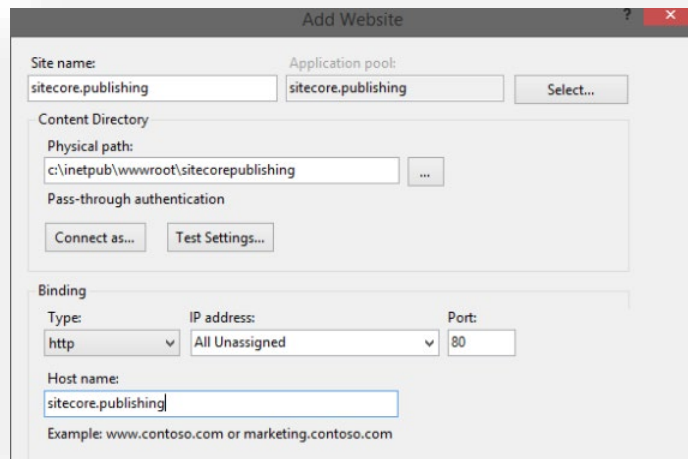 Add Website
? ×
Site name:
Application pool:
sitecore.publishing
sitecore.publishing
Select...
Content Directory
Physical path:
c:\inetpub\wwwroot\sitecorepublishing
...
Pass-through authentication
Connect as...
Test Settings...
Binding
Type:
IP address:
Port:
http
All Unassigned
80
Host name:
sitecore.publishing
Example: www.contoso.com or marketing.contoso.com